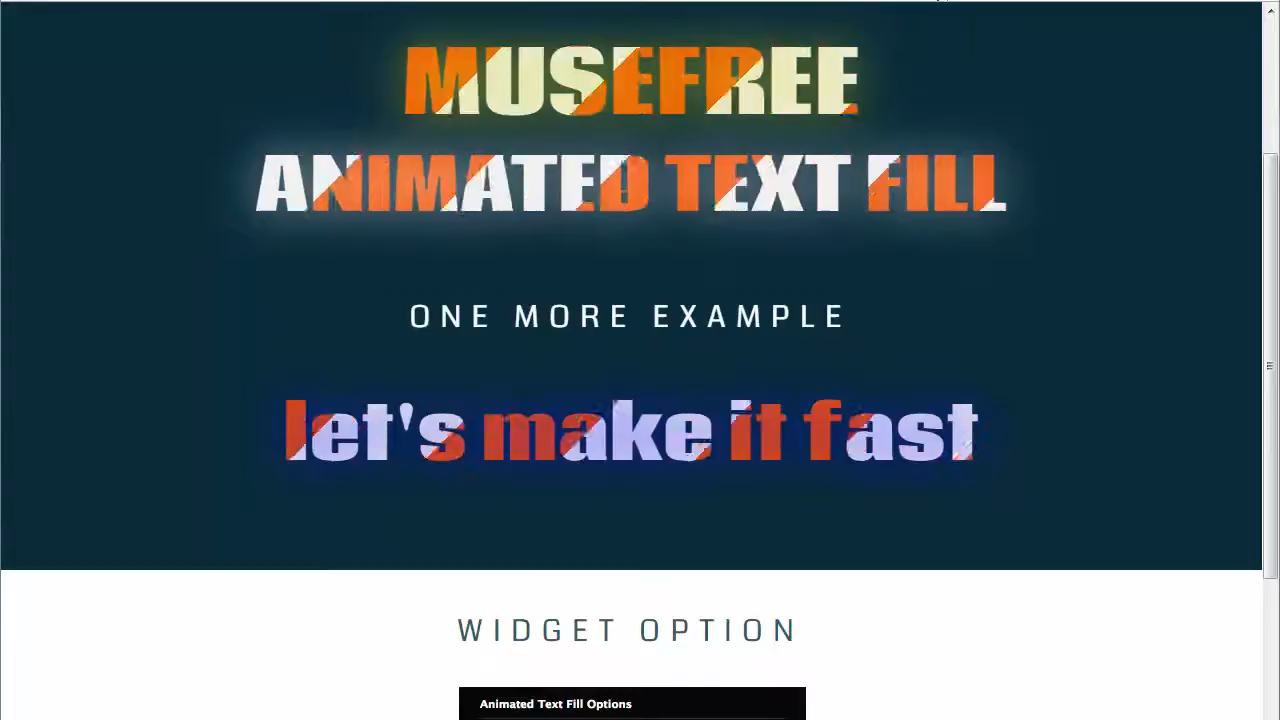 MUSEFREE
ANIMATED TEXT FILL
ONE MORE EXAMPLE
let's make it fast
WIDGET OPTION
Animated Text Fill Options